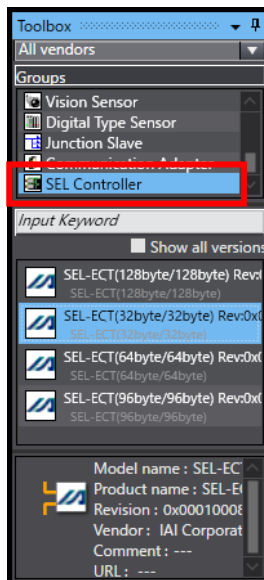 Toolbox
All vendors
Groups
Vision Sensor
Digital Type Sensor
Junction Slave
Communication Adapter
SEL Controller
Input Keyword
Show all versions
SEL-ECT(128byte/128byte) Rev:
SEL-ECT(128byte/128byte)
SEL-ECT(32byte/32byte) Rev:0x0
SEL-ECT(32byte/32byte)
SEL-ECT(64byte/64byte) Rev:0x0
SEL-ECT(64byte/64byte)
SEL-ECT(96byte/96byte) Rev:0x0
SEL-ECT(96byte/96byte)
Model name : SEL-EC
Product name : SEL-E
Revision : 0x00010008
Vendor : IAI Corporat
Comment : ---
URL : ---